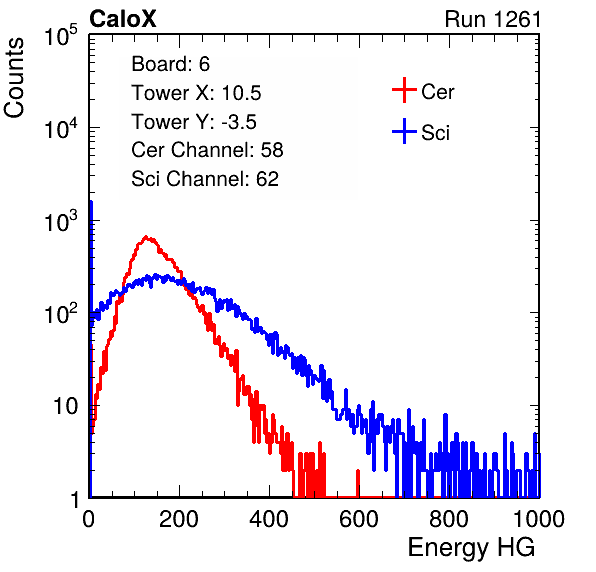 CaloX Run 1261
Counts
10^5
10^4
10^3
10^2
10
1
Board: 6
Tower X: 10.5
Tower Y: -3.5
Cer Channel: 58
Sci Channel: 62
Cer
Sci
0 200 400 600 800 1000
Energy HG